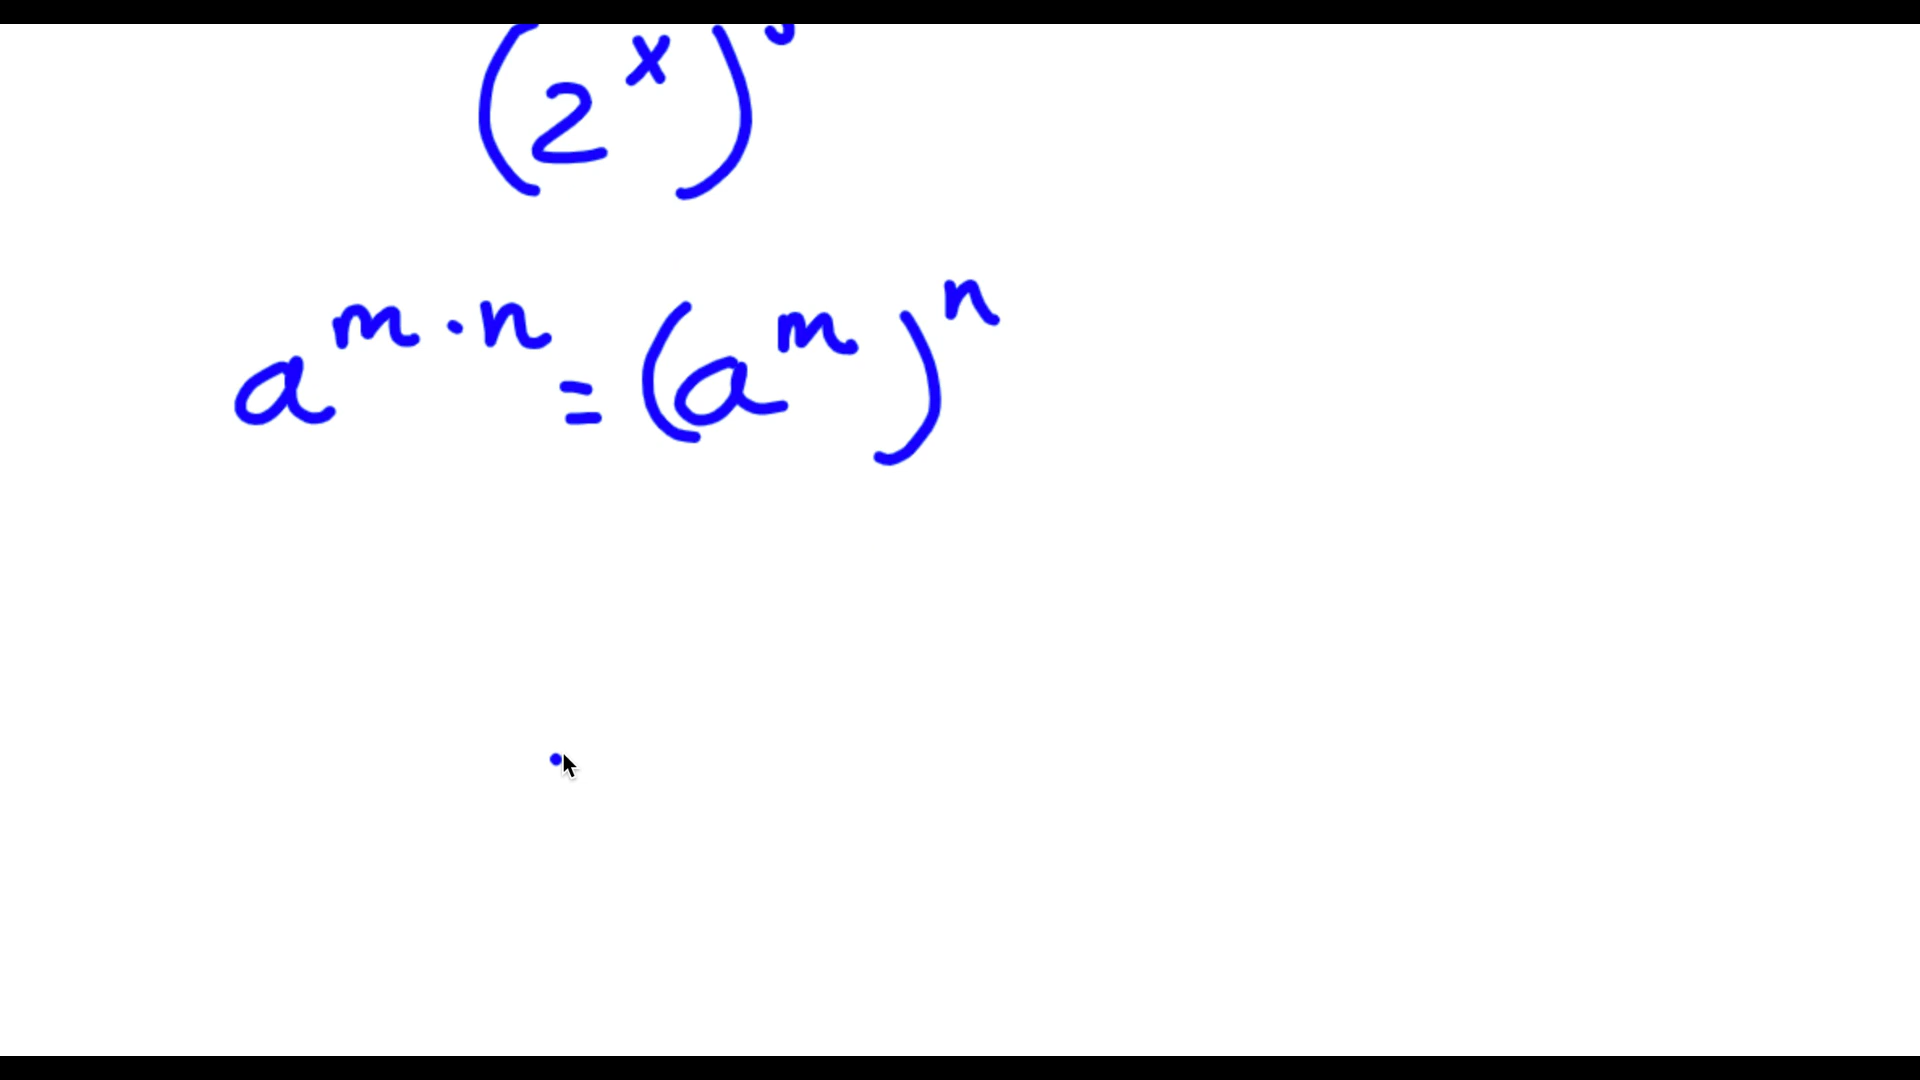 (2^x)
a^{m·n} = (a^m)^n